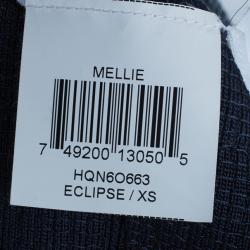 MELLIE
7 49200 13050 5
HQN6O663
ECLIPSE / XS